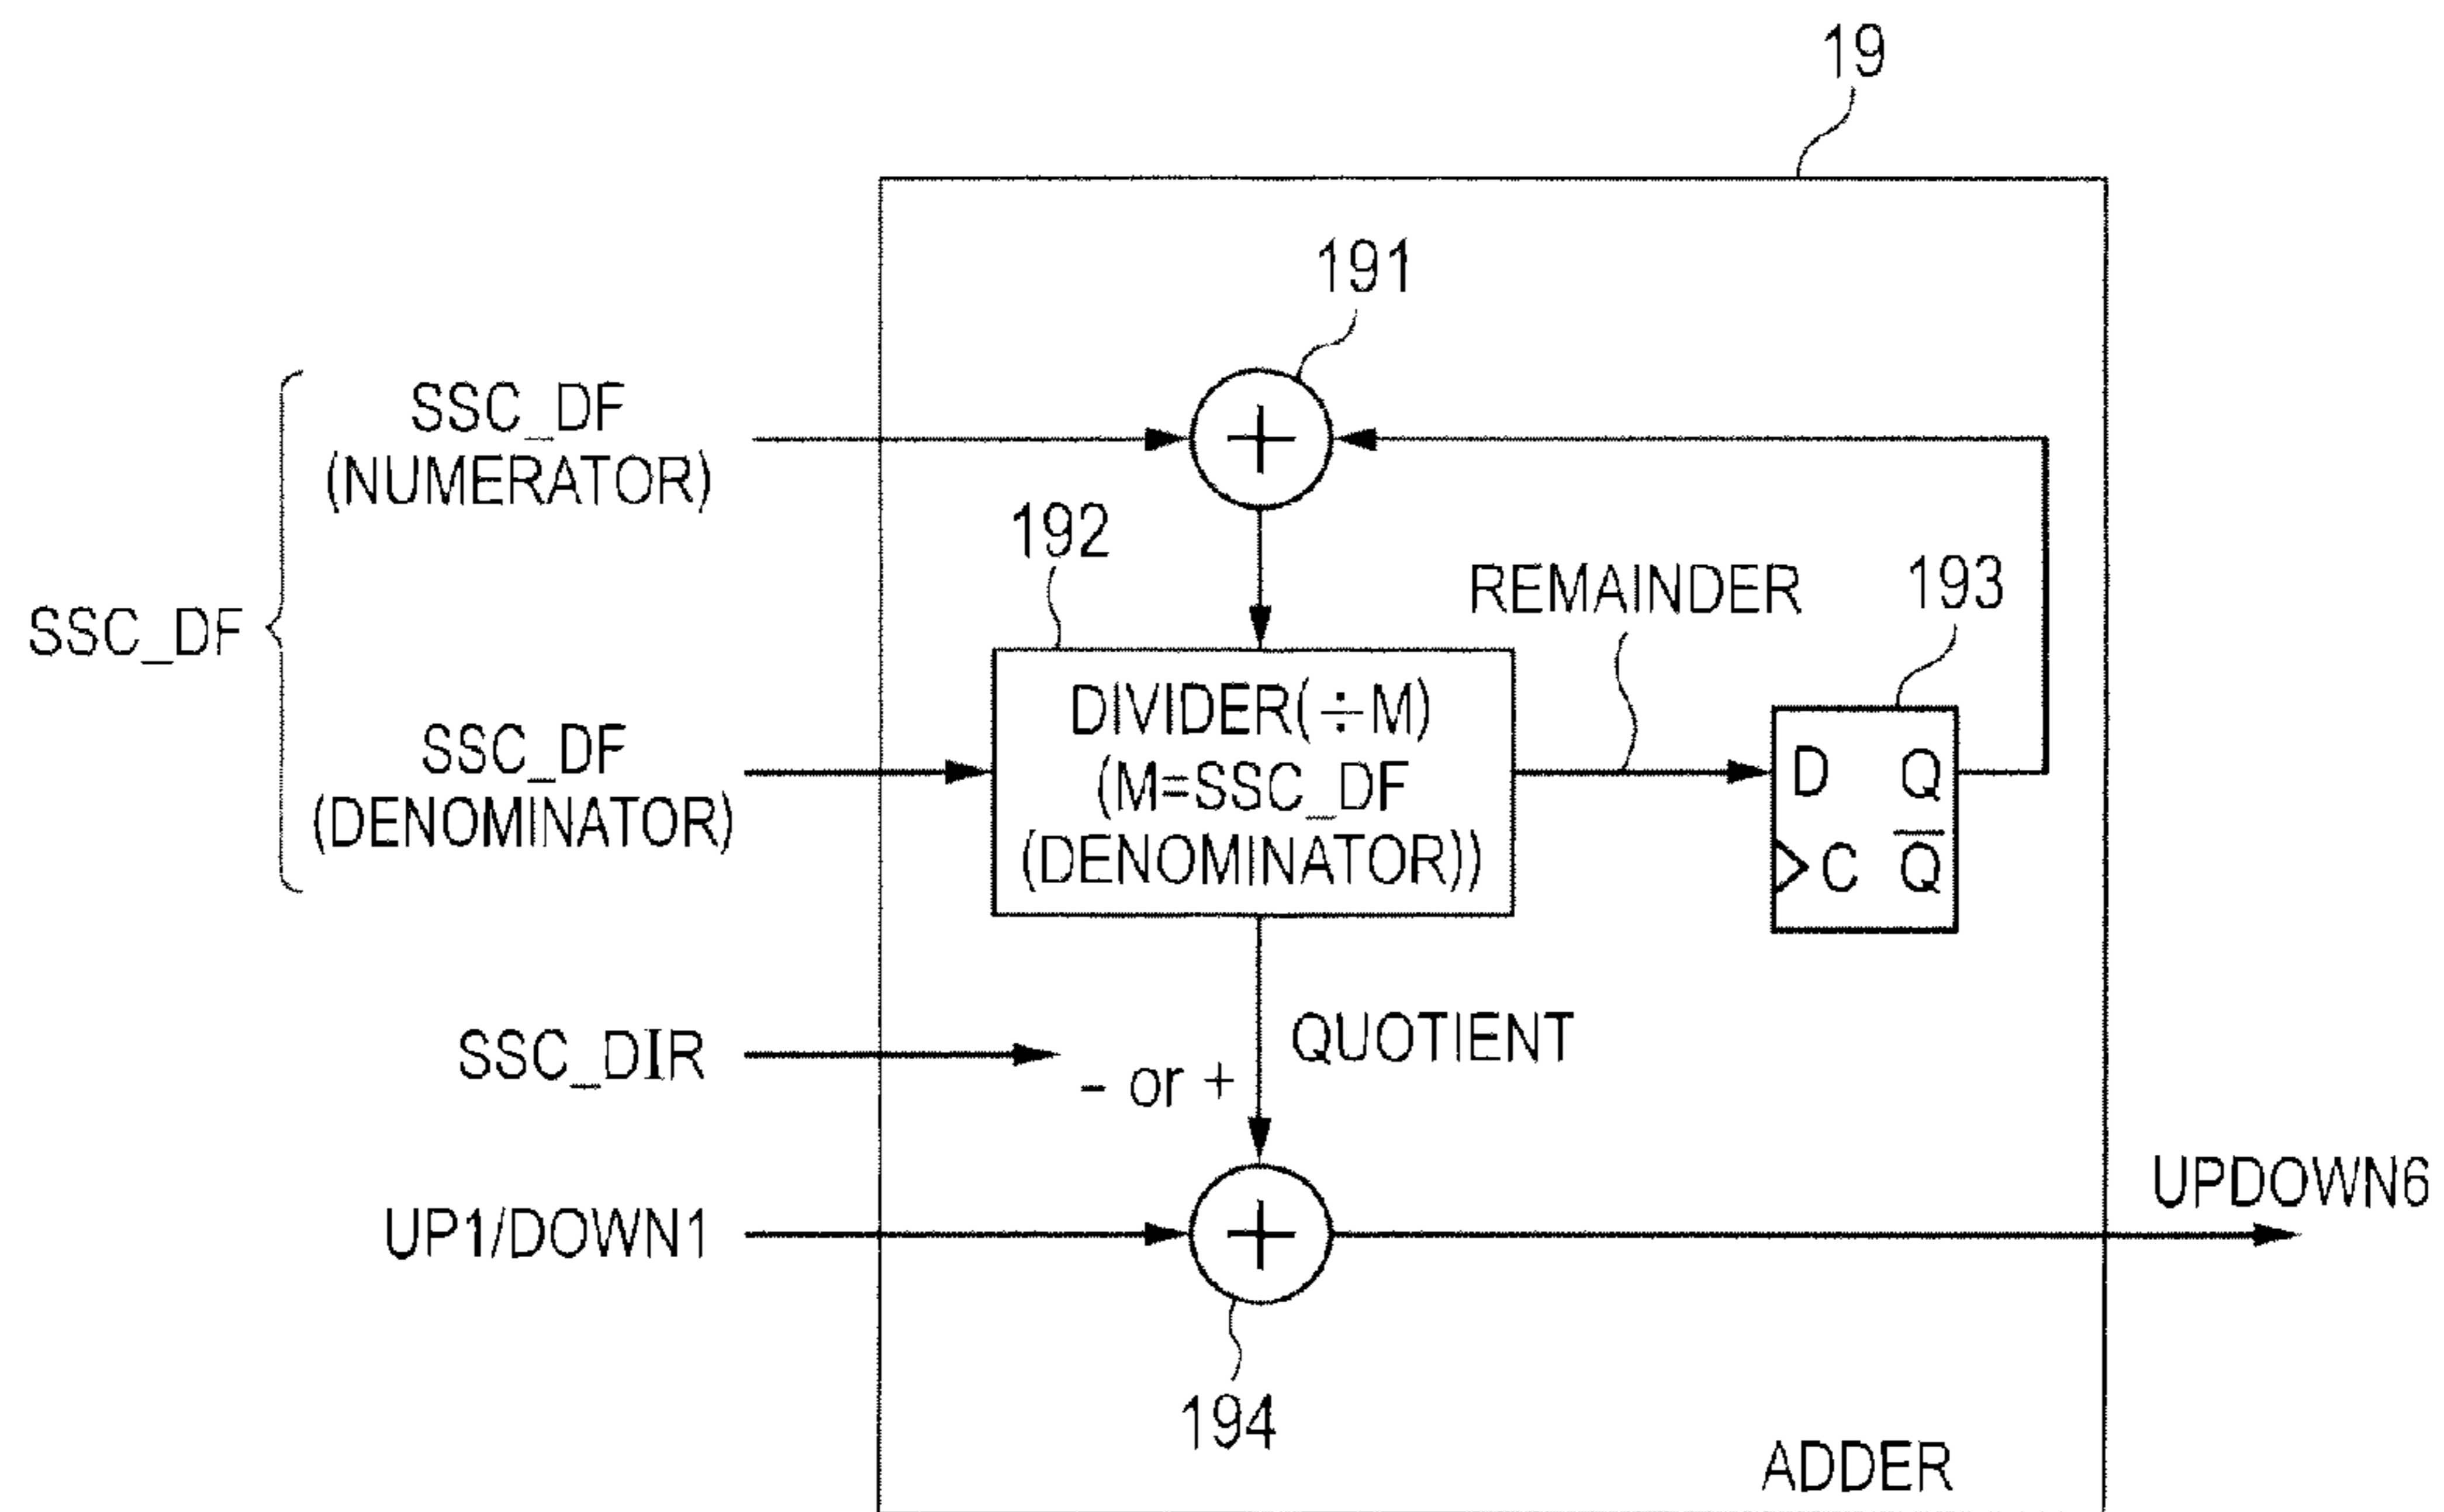 19
191
SSC_DF
(NUMERATOR)
192
REMAINDER
193
SSC_DF
DIVIDER(÷M)
(M=SSC_DF
(DENOMINATOR))
SSC_DF
(DENOMINATOR)
D Q
C Q̅
SSC_DIR
- or +
QUOTIENT
+
+
UP1/DOWN1
UPDOWN6
194
ADDER